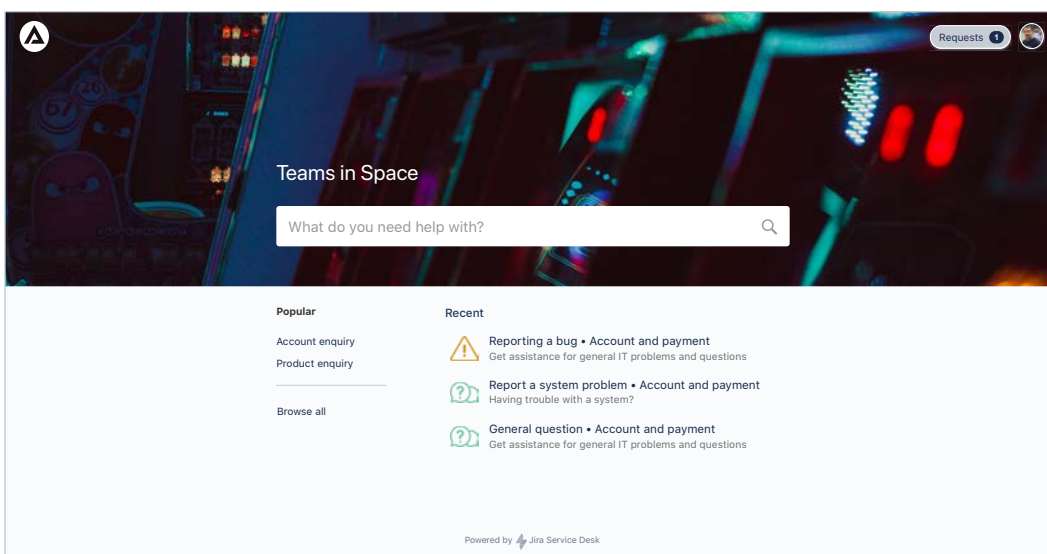 Requests 1
67
26
Teams in Space
What do you need help with?
Popular
Account enquiry
Product enquiry
Browse all
Recent
Reporting a bug • Account and payment
Get assistance for general IT problems and questions
Report a system problem • Account and payment
Having trouble with a system?
General question • Account and payment
Get assistance for general IT problems and questions
Powered by Jira Service Desk